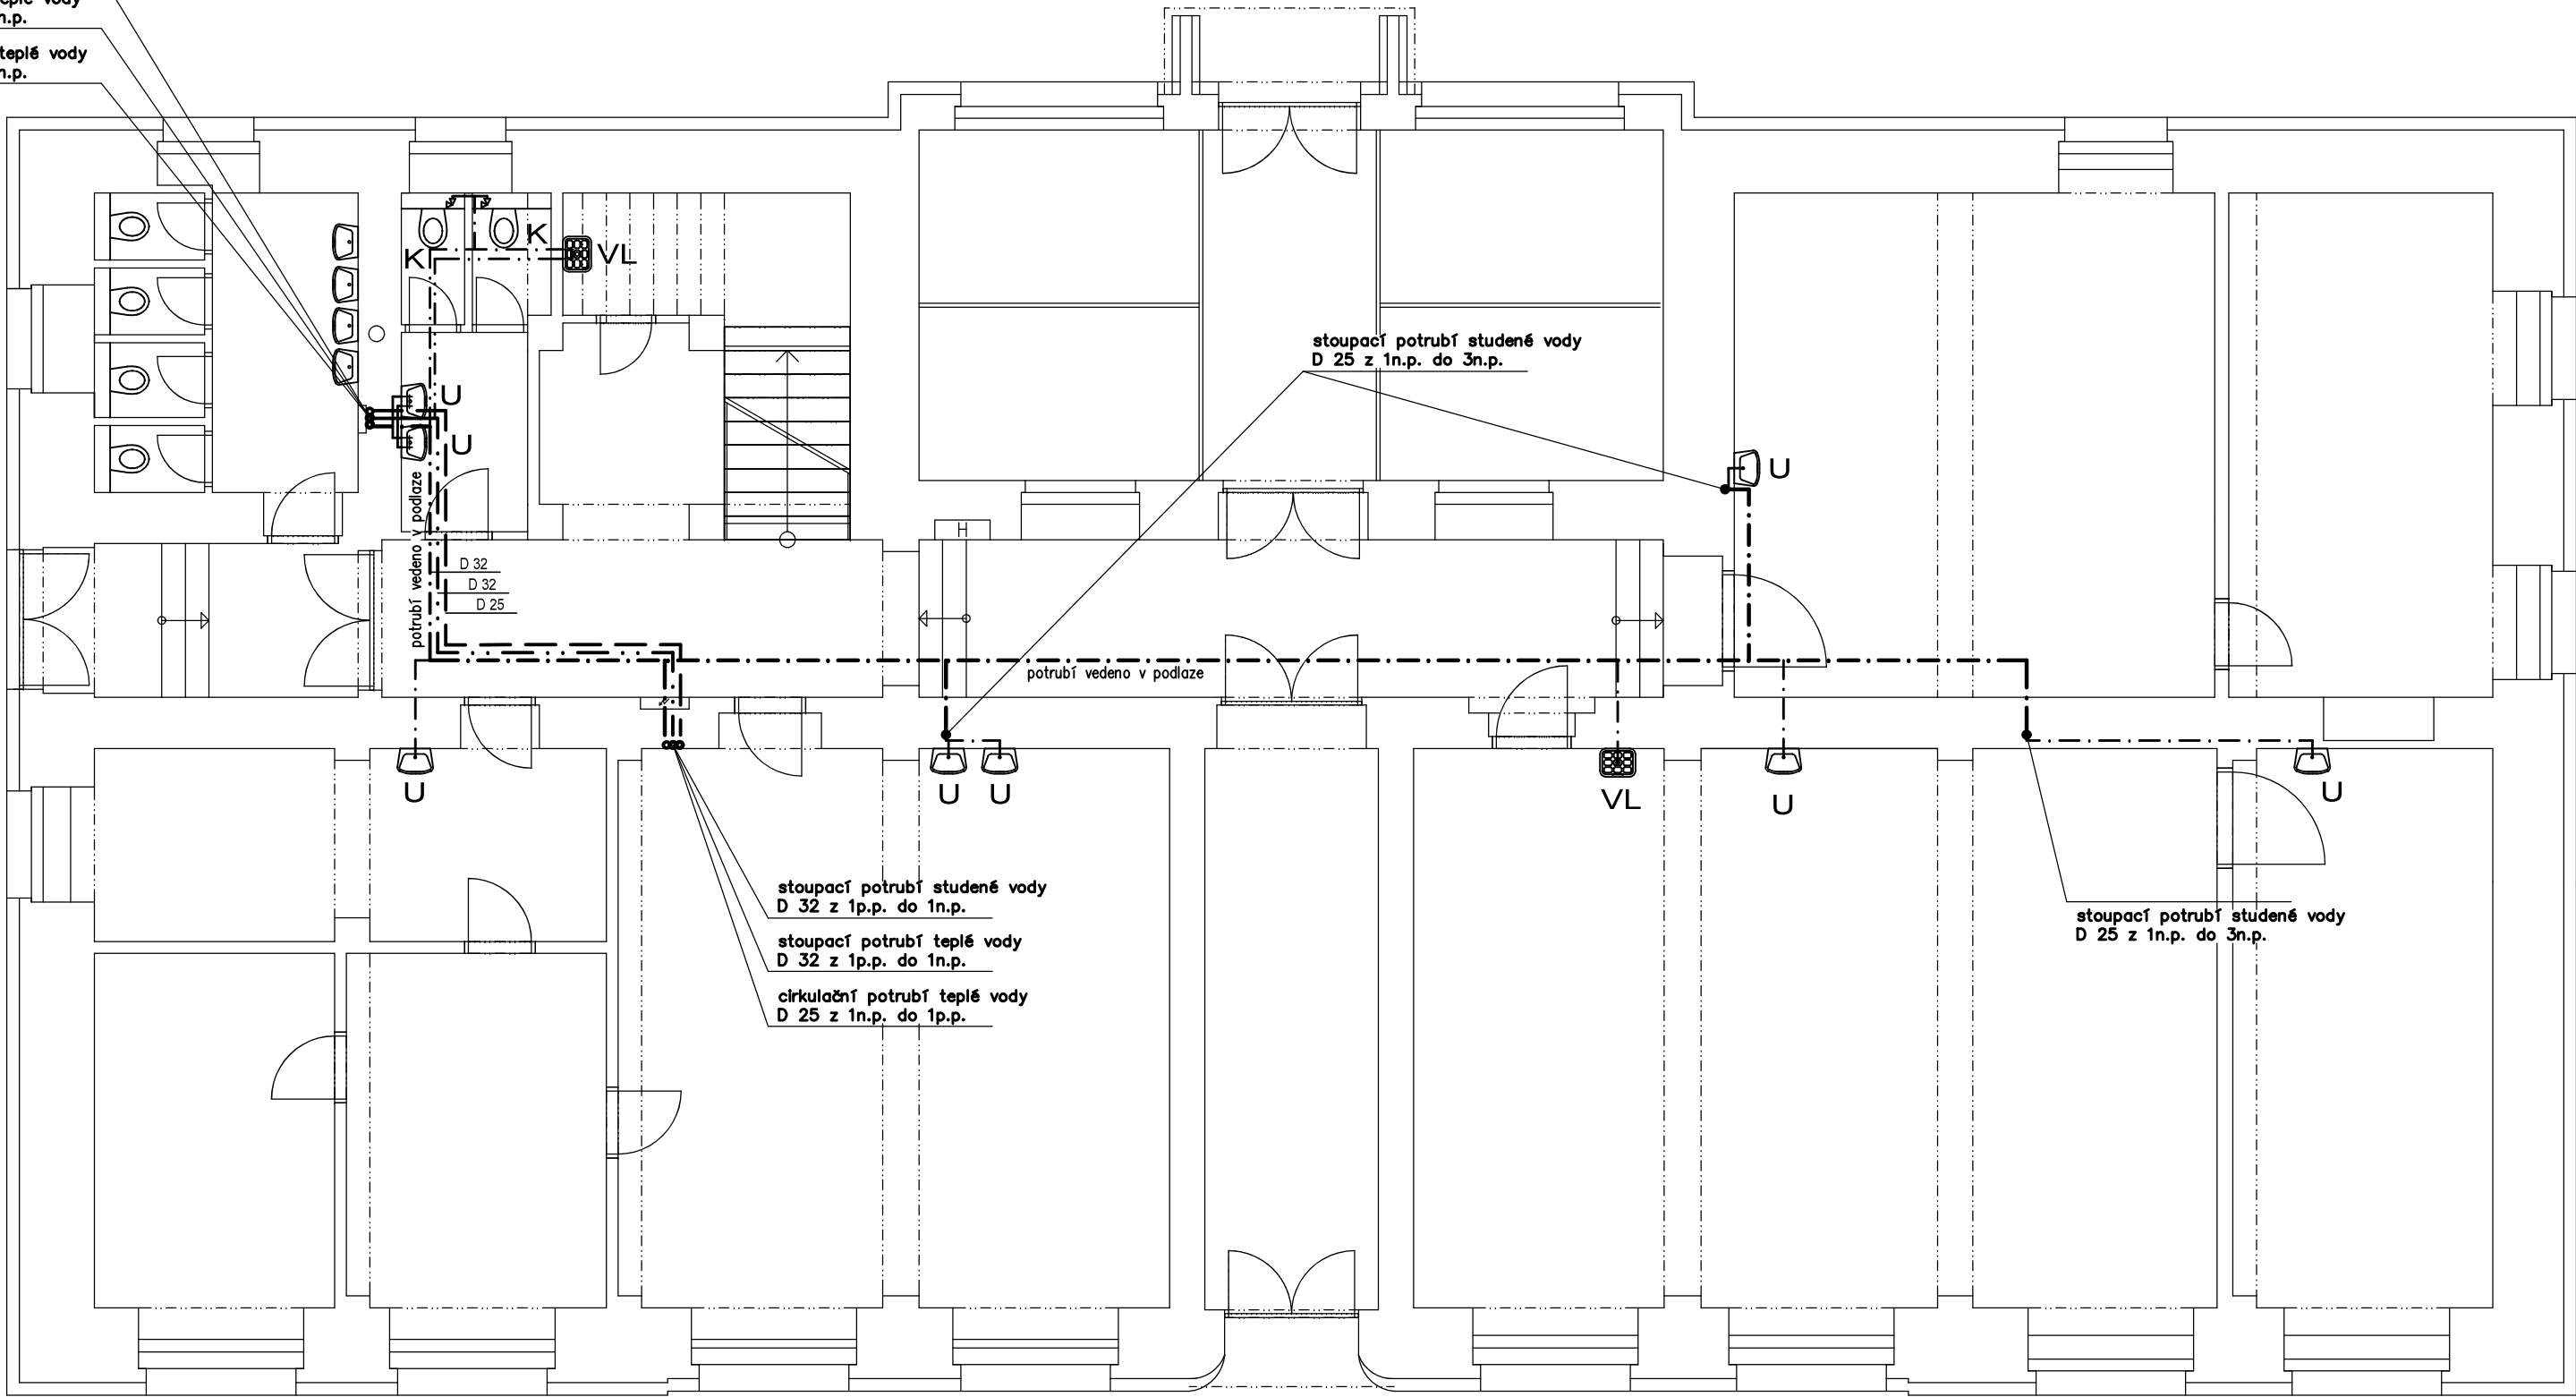 n.p.
teplé vody
n.p.
K
K
VL
U
U
stoupací potrubí studené vody
D 25 z 1n.p. do 3n.p.
U
potrubí vedeno v podlaze
H
D 32
D 32
D 25
potrubí vedeno v podlaze
U
U
U
VL
U
U
stoupací potrubí studené vody
D 32 z 1p.p. do 1n.p.
stoupací potrubí teplé vody
D 32 z 1p.p. do 1n.p.
cirkulační potrubí teplé vody
D 25 z 1n.p. do 1p.p.
stoupací potrubí studené vody
D 25 z 1n.p. do 3n.p.